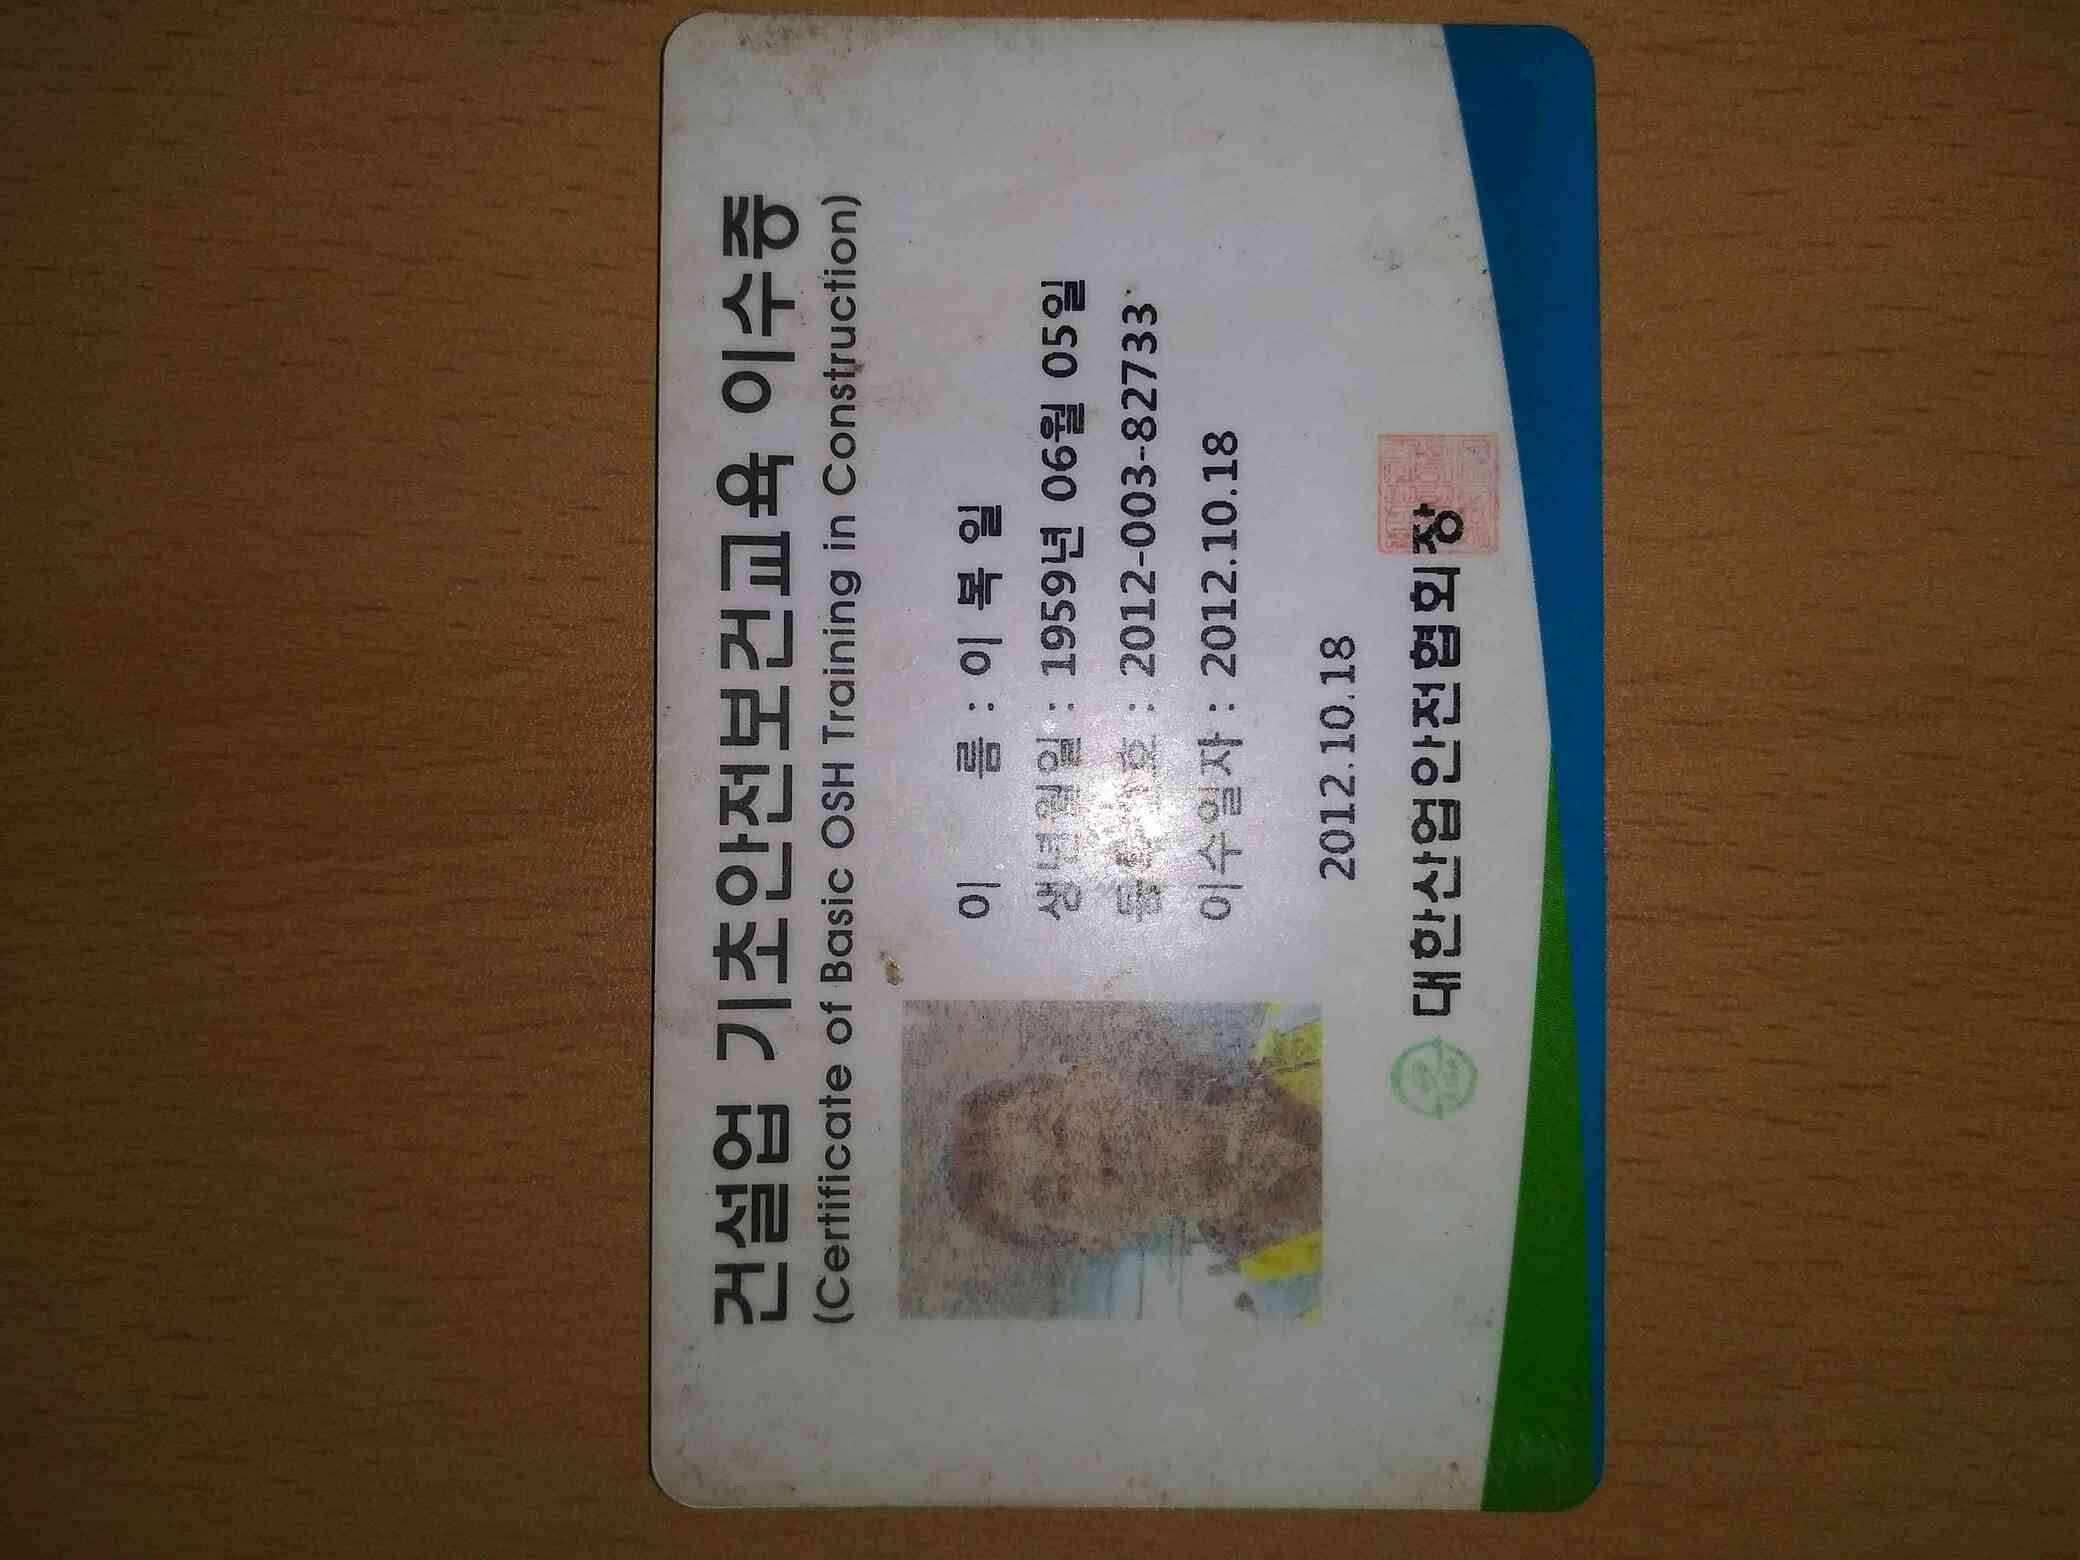 건설업 기초안전보건교육 이수증
(Certificate of Basic OSH Training in Construction)
이 름 : 이 복 일
생년월일 : 1959년 06월 05일
등록번호 : 2012-003-82733
이수일자 : 2012.10.18
2012.10.18
대한산업안전협회장